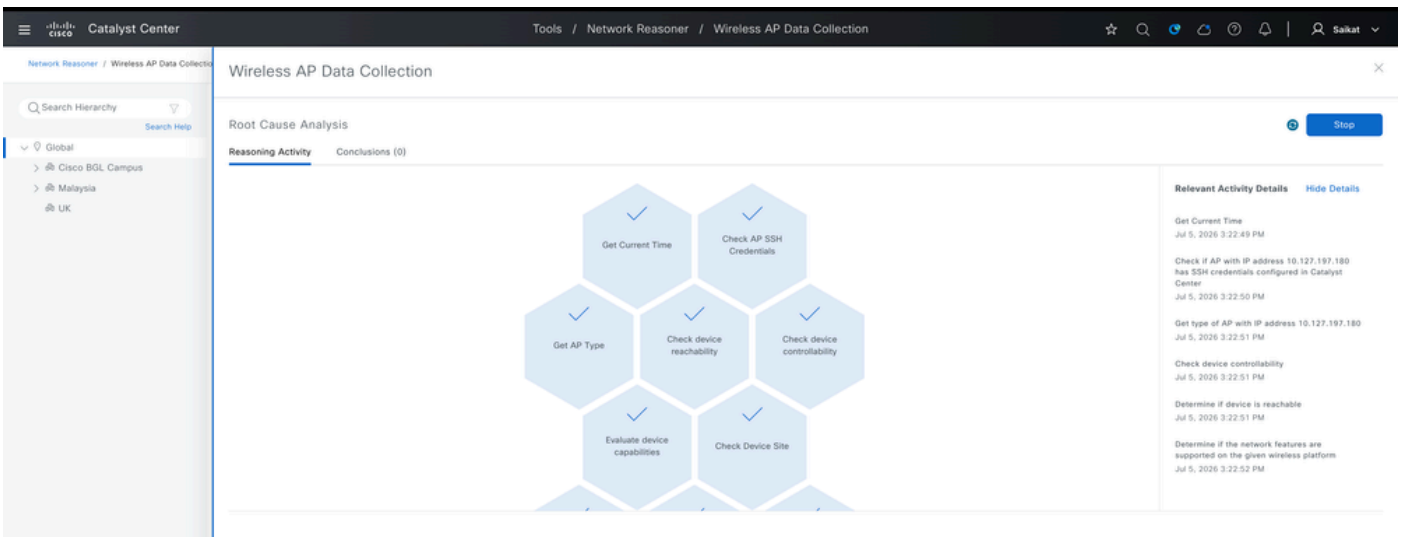 cisco Catalyst Center
Tools / Network Reasoner / Wireless AP Data Collection
Saikat
Network Reasoner / Wireless AP Data Collectio
Search Hierarchy
Search Help
Global
Cisco BGL Campus
Malaysia
UK
Wireless AP Data Collection
Root Cause Analysis
Stop
Reasoning Activity Conclusions (0)
Get Current Time
Check AP SSH
Credentials
Get AP Type
Check device
reachability
Check device
controllability
Evaluate device
capabilities
Check Device Site
Relevant Activity Details Hide Details
Get Current Time
Jul 5, 2026 3:22:49 PM
Check if AP with IP address 10.127.197.180
has SSH credentials configured in Catalyst
Center
Jul 5, 2026 3:22:50 PM
Get type of AP with IP address 10.127.197.180
Jul 5, 2026 3:22:51 PM
Check device controllability
Jul 5, 2026 3:22:51 PM
Determine if device is reachable
Jul 5, 2026 3:22:51 PM
Determine if the network features are
supported on the given wireless platform
Jul 5, 2026 3:22:52 PM